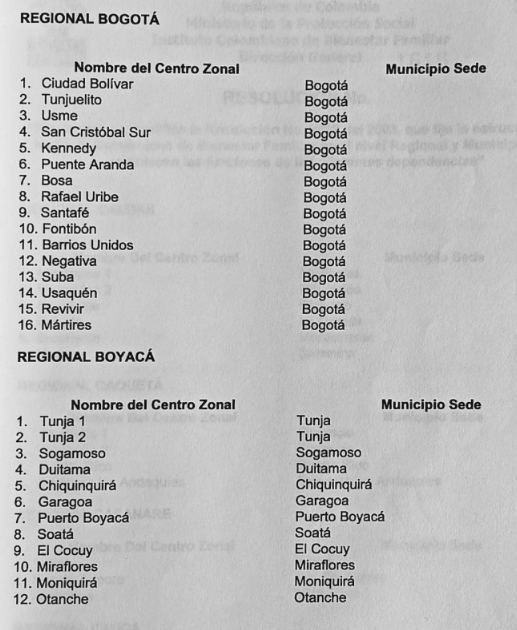 REGIONAL BOGOTÁ
Nombre del Centro Zonal Municipio Sede
1. Ciudad Bolívar Bogotá
2. Tunjuelito Bogotá
3. Usme Bogotá
4. San Cristóbal Sur Bogotá
5. Kennedy Bogotá
6. Puente Aranda Bogotá
7. Bosa Bogotá
8. Rafael Uribe Bogotá
9. Santafé Bogotá
10. Fontibón Bogotá
11. Barrios Unidos Bogotá
12. Negativa Bogotá
13. Suba Bogotá
14. Usaquén Bogotá
15. Revivir Bogotá
16. Mártires Bogotá
REGIONAL BOYACÁ
Nombre del Centro Zonal Municipio Sede
1. Tunja 1 Tunja
2. Tunja 2 Tunja
3. Sogamoso Sogamoso
4. Duitama Duitama
5. Chiquinquirá Chiquinquirá
6. Garagoa Garagoa
7. Puerto Boyacá Puerto Boyacá
8. Soatá Soatá
9. El Cocuy El Cocuy
10. Miraflores Miraflores
11. Moniquirá Moniquirá
12. Otanche Otanche